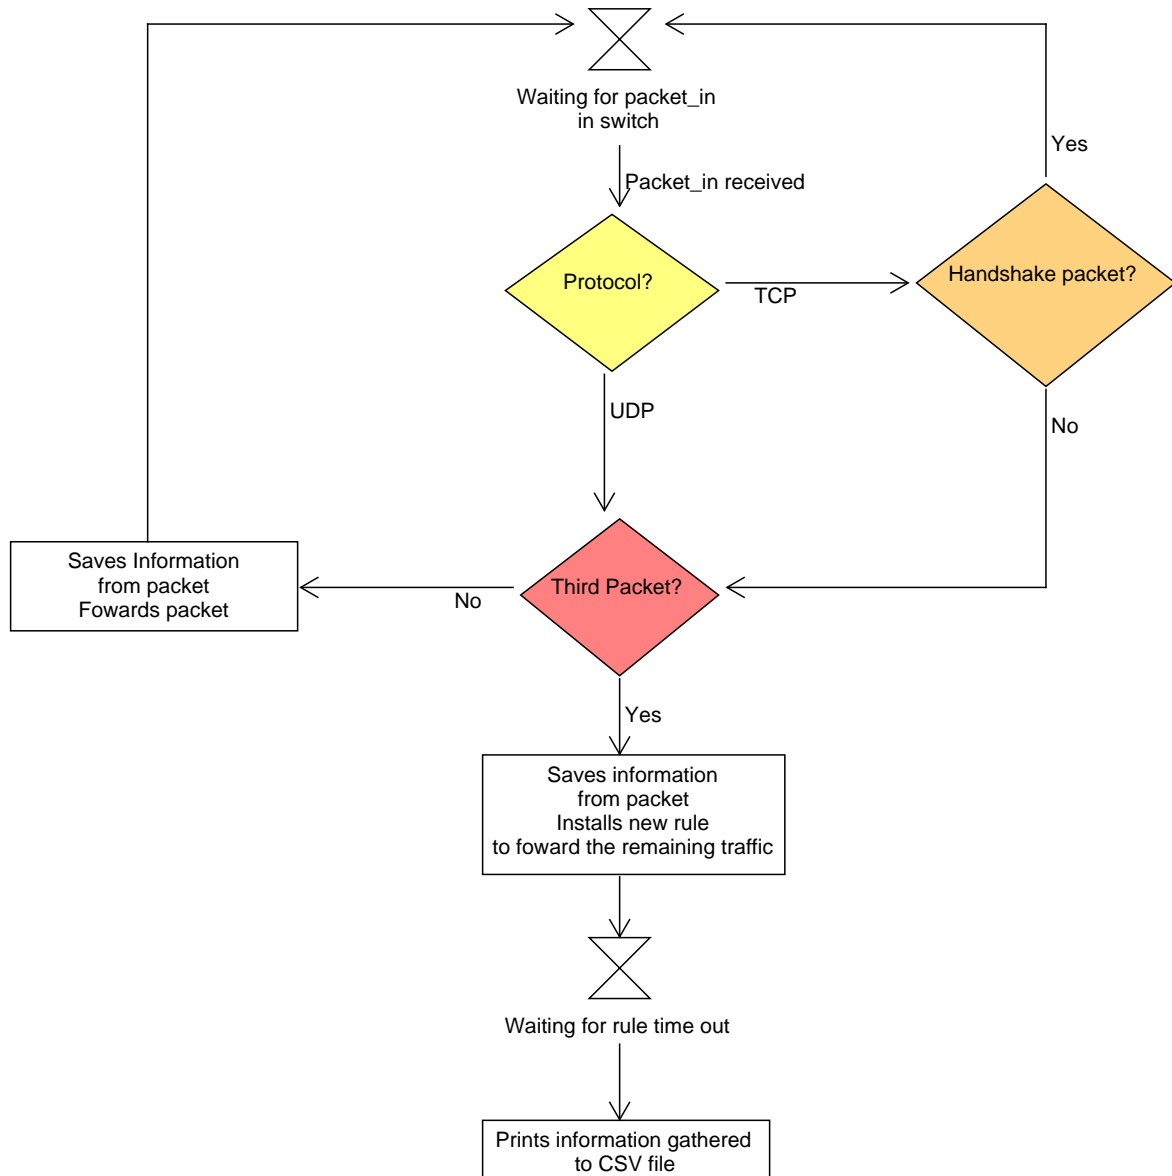 Waiting for packet_in
in switch
Yes
Packet_in received
Protocol?
Handshake packet?
TCP
UDP
No
Saves Information
from packet
Fowards packet
Third Packet?
No
Yes
Saves information
from packet
Installs new rule
to foward the remaining traffic
Waiting for rule time out
Prints information gathered
to CSV file